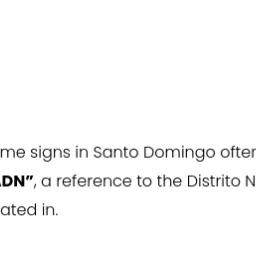 me signs in Santo Domingo ofter
DN”, a reference to the Distrito N
ated in.